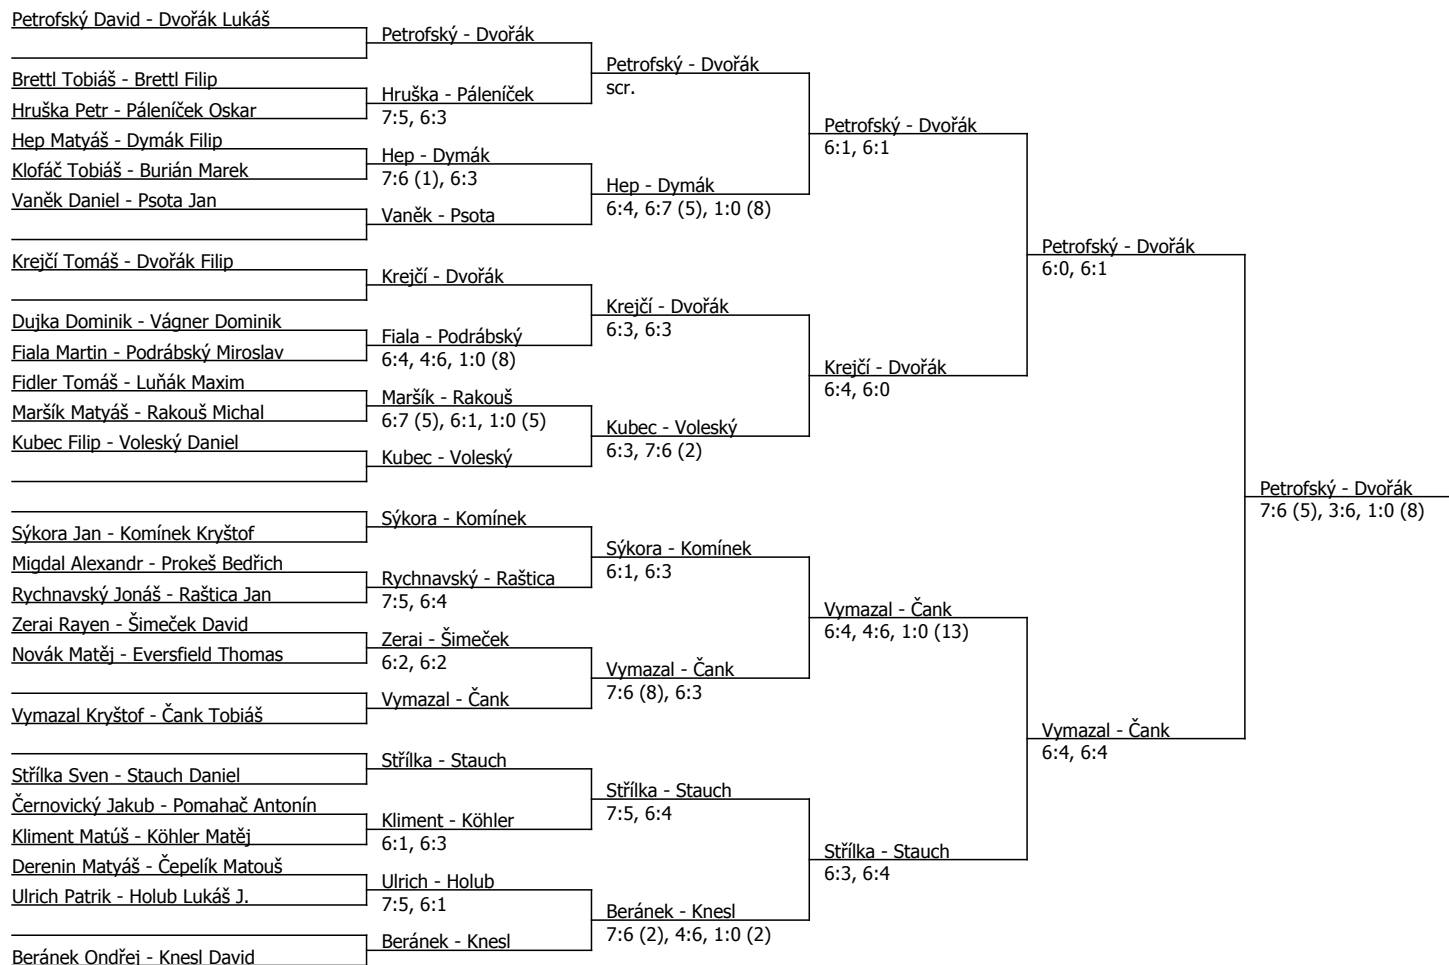 Petrofský David - Dvořák Lukáš
Brettl Tobiáš - Brettl Filip
Hruška Petr - Páleníček Oskar
Hep Matyáš - Dymák Filip
Klofáč Tobiáš - Burián Marek
Vaněk Daniel - Psota Jan
Krejčí Tomáš - Dvořák Filip
Dujka Dominik - Vágner Dominik
Fiala Martin - Podrábský Miroslav
Fidler Tomáš - Luňák Maxim
Maršík Matyáš - Rakouš Michal
Kubec Filip - Voleský Daniel
Sýkora Jan - Komínek Kryštof
Migdal Alexandr - Prokeš Bedřich
Rychnavský Jonáš - Raštica Jan
Zerai Rayen - Šimeček David
Novák Matěj - Eversfield Thomas
Vymazal Kryštof - Čank Tobiáš
Střílka Sven - Stauch Daniel
Černovický Jakub - Pomahač Antonín
Kliment Matúš - Köhler Matěj
Derenin Matyáš - Čepelík Matouš
Ulrich Patrik - Holub Lukáš J.
Beránek Ondřej - Knesl David
Petrofský - Dvořák
Hruška - Páleníček
7:5, 6:3
Hep - Dymák
7:6 (1), 6:3
Vaněk - Psota
Krejčí - Dvořák
Fiala - Podrábský
6:4, 4:6, 1:0 (8)
Maršík - Rakouš
6:7 (5), 6:1, 1:0 (5)
Kubec - Voleský
Sýkora - Komínek
Rychnavský - Raštica
7:5, 6:4
Zerai - Šimeček
6:2, 6:2
Vymazal - Čank
Střílka - Stauch
Kliment - Köhler
6:1, 6:3
Ulrich - Holub
7:5, 6:1
Beránek - Knesl
Petrofský - Dvořák
scr.
Hep - Dymák
6:4, 6:7 (5), 1:0 (8)
Krejčí - Dvořák
6:3, 6:3
Kubec - Voleský
6:3, 7:6 (2)
Sýkora - Komínek
6:1, 6:3
Vymazal - Čank
7:6 (8), 6:3
Střílka - Stauch
7:5, 6:4
Beránek - Knesl
7:6 (2), 4:6, 1:0 (2)
Petrofský - Dvořák
6:1, 6:1
Krejčí - Dvořák
6:4, 6:0
Vymazal - Čank
6:4, 4:6, 1:0 (13)
Střílka - Stauch
6:3, 6:4
Petrofský - Dvořák
6:0, 6:1
Vymazal - Čank
6:4, 6:4
Petrofský - Dvořák
7:6 (5), 3:6, 1:0 (8)